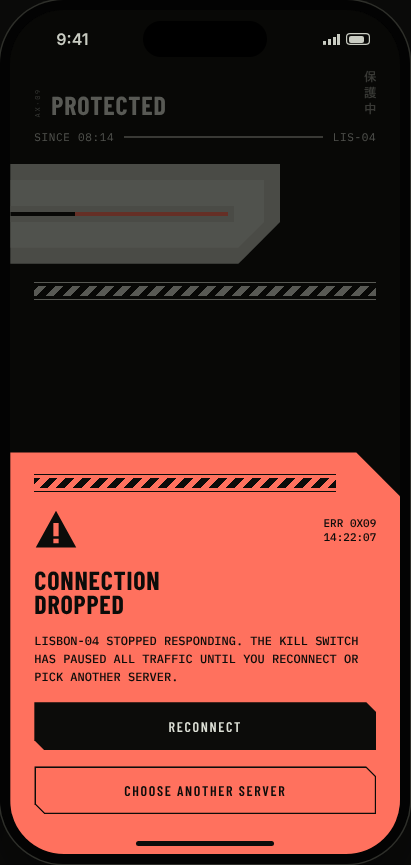 9:41
保護中
AX-09
PROTECTED
SINCE 08:14
LIS-04
ERR 0X09
14:22:07
CONNECTION
DROPPED
LISBON-04 STOPPED RESPONDING. THE KILL SWITCH
HAS PAUSED ALL TRAFFIC UNTIL YOU RECONNECT OR
PICK ANOTHER SERVER.
RECONNECT
CHOOSE ANOTHER SERVER